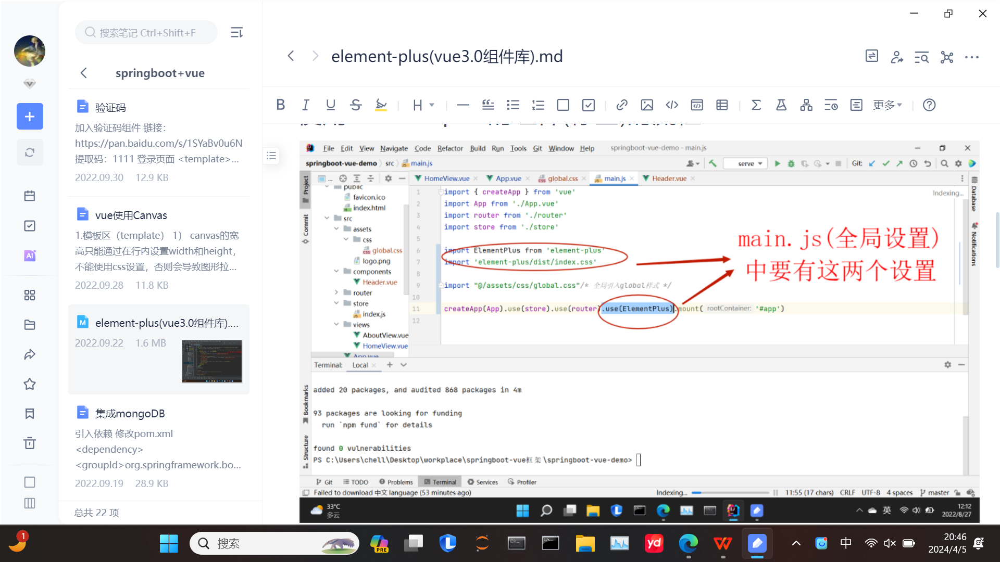 搜索笔记 Ctrl+Shift+F
springboot+vue
验证码
加入验证码组件 链接：
https://pan.baidu.com/s/1SYaBv0u6N
提取码：1111 登录页面 <template>...
2022.09.30 12.9 KB
vue使用Canvas
1.模板区（template） 1） canvas的宽
高只能通过在行内设置width和height，
不能使用css设置，否则会导致图形拉...
2022.09.28 11.8 KB
element-plus(vue3.0组件库)....
2022.09.22 1.6 MB
集成mongoDB
引入依赖 修改pom.xml
<dependency>
<groupId>org.springframework.bo...
2022.09.19 28.9 KB
总共 22 项
AI
element-plus(vue3.0组件库).md
B I U S H 更多
File Edit View Navigate Code Refactor Build Run Tools Git Window Help springboot-vue-demo - main.js
springboot-vue-demo src main.js serve Git:
Project
Commit
Bookmarks
Structure
Database
Notifications
public
favicon.ico
index.html
src
assets
css
global.css
logo.png
components
Header.vue
router
store
index.js
views
AboutView.vue
HomeView.vue
App.vue
HomeView.vue App.vue global.css main.js Header.vue
Indexing...
1 import { createApp } from 'vue'
2 import App from './App.vue'
3 import router from './router'
4 import store from './store'
5
6 import ElementPlus from 'element-plus'
7 import 'element-plus/dist/index.css'
8
9 import "@/assets/css/global.css"/* 全局引入global样式 */
10
11 createApp(App).use(store).use(router).use(ElementPlus).mount( rootContainer: '#app')
12
main.js(全局设置)
中要有这两个设置
Terminal: Local
added 20 packages, and audited 868 packages in 4m
93 packages are looking for funding
run `npm fund` for details
found 0 vulnerabilities
PS C:\Users\chell\Desktop\workplace\springboot-vue框架\springboot-vue-demo>
Git TODO Problems Terminal Services Profiler
Failed to download 中文 language (53 minutes ago) Indexing... 11:55 (17 chars) CRLF UTF-8 4 spaces master
33°C
多云
英
12:12
2022/8/27
1
搜索
PRE
yd
中
20:46
2024/4/5